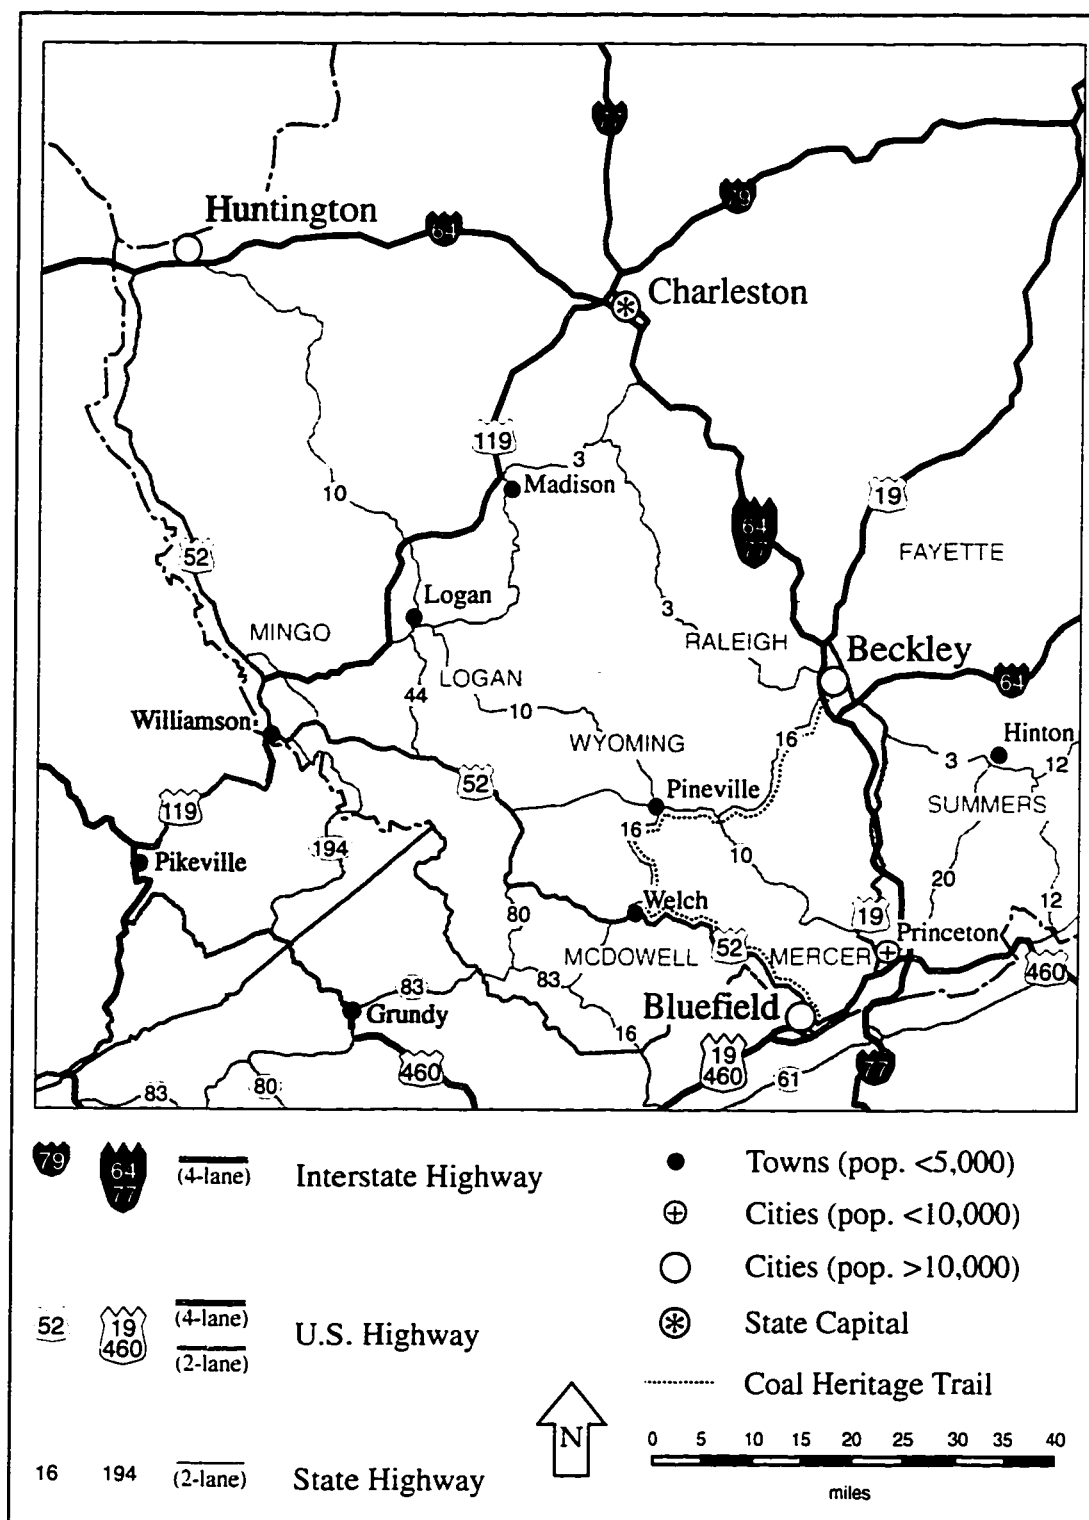 77
79
Huntington
64
Charleston
119
3
Madison
10
19
64
77
52
FAYETTE
Logan
3
MINGO
RALEIGH
Beckley
LOGAN
64
44
10
Williamson
16
Hinton
WYOMING
3
12
52
Pineville
119
SUMMERS
16
194
10
Pikeville
20
Welch
12
80
19
Princeton
MCDOWELL
52
MERCER
460
83
83
Bluefield
Grundy
16
19
460
77
460
61
83
80
79
64
77
(4-lane)
Interstate Highway
Towns (pop. <5,000)
Cities (pop. <10,000)
Cities (pop. >10,000)
52
19
460
(4-lane)
(2-lane)
U.S. Highway
State Capital
Coal Heritage Trail
N
0 5 10 15 20 25 30 35 40
miles
16
194
(2-lane)
State Highway